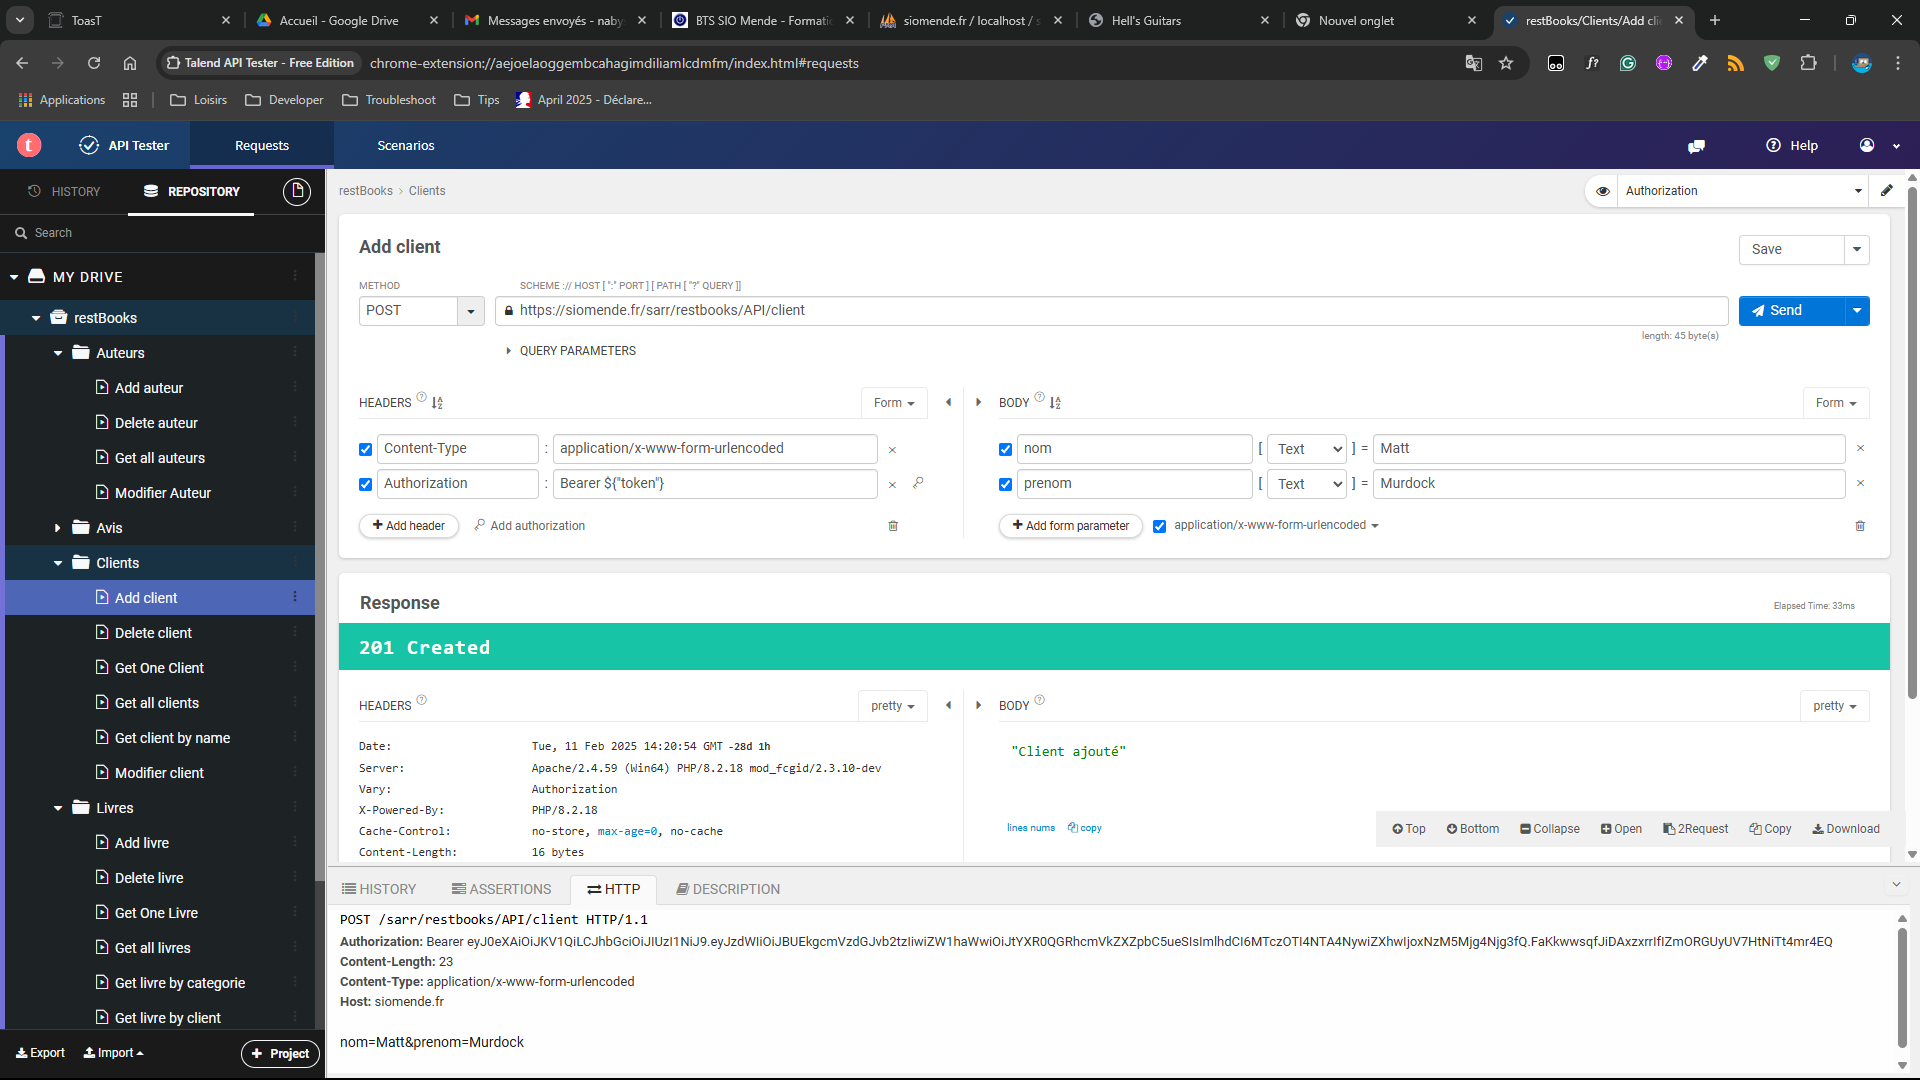 ToasT
Accueil - Google Drive
Messages envoyés - naby
BTS SIO Mende - Formatio
siomende.fr / localhost / s
Hell's Guitars
Nouvel onglet
restBooks/Clients/Add cli
Talend API Tester - Free Edition
chrome-extension://aejoelaoggembcahagimdiliamlcdmfm/index.html#requests
Applications
Loisirs
Developer
Troubleshoot
Tips
April 2025 - Déclare...
API Tester
Requests
Scenarios
Help
HISTORY
REPOSITORY
restBooks › Clients
Authorization
Search
MY DRIVE
restBooks
Auteurs
Add auteur
Delete auteur
Get all auteurs
Modifier Auteur
Avis
Clients
Add client
Delete client
Get One Client
Get all clients
Get client by name
Modifier client
Livres
Add livre
Delete livre
Get One Livre
Get all livres
Get livre by categorie
Get livre by client
Export
Import
+ Project
Add client
Save
METHOD
SCHEME :// HOST [ ":" PORT ] [ PATH [ "?" QUERY ]]
POST
https://siomende.fr/sarr/restbooks/API/client
Send
length: 45 byte(s)
QUERY PARAMETERS
HEADERS
Form
BODY
Form
Content-Type : application/x-www-form-urlencoded
nom [ Text ] = Matt
Authorization : Bearer ${"token"}
prenom [ Text ] = Murdock
+ Add header
Add authorization
+ Add form parameter
application/x-www-form-urlencoded
Response
Elapsed Time: 33ms
201 Created
HEADERS
pretty
BODY
pretty
Date: Tue, 11 Feb 2025 14:20:54 GMT -28d 1h
Server: Apache/2.4.59 (Win64) PHP/8.2.18 mod_fcgid/2.3.10-dev
Vary: Authorization
X-Powered-By: PHP/8.2.18
Cache-Control: no-store, max-age=0, no-cache
Content-Length: 16 bytes
"Client ajouté"
lines nums
copy
Top
Bottom
Collapse
Open
2Request
Copy
Download
HISTORY
ASSERTIONS
HTTP
DESCRIPTION
POST /sarr/restbooks/API/client HTTP/1.1
Authorization: Bearer eyJ0eXAiOiJKV1QiLCJhbGciOiJIUzI1NiJ9.eyJzdWIiOiJBUEkgcmVzdGJvb2tzIiwiZW1haWwiOiJtYXR0QGRhcmVkZXZpbC5ueSIsImlhdCI6MTczOTI4NTA4NywiZXhwIjoxNzM5Mjg4Njg3fQ.FaKkwwsqfJiDAxzxrrIfIZmORGUyUV7HtNiTt4mr4EQ
Content-Length: 23
Content-Type: application/x-www-form-urlencoded
Host: siomende.fr
nom=Matt&prenom=Murdock